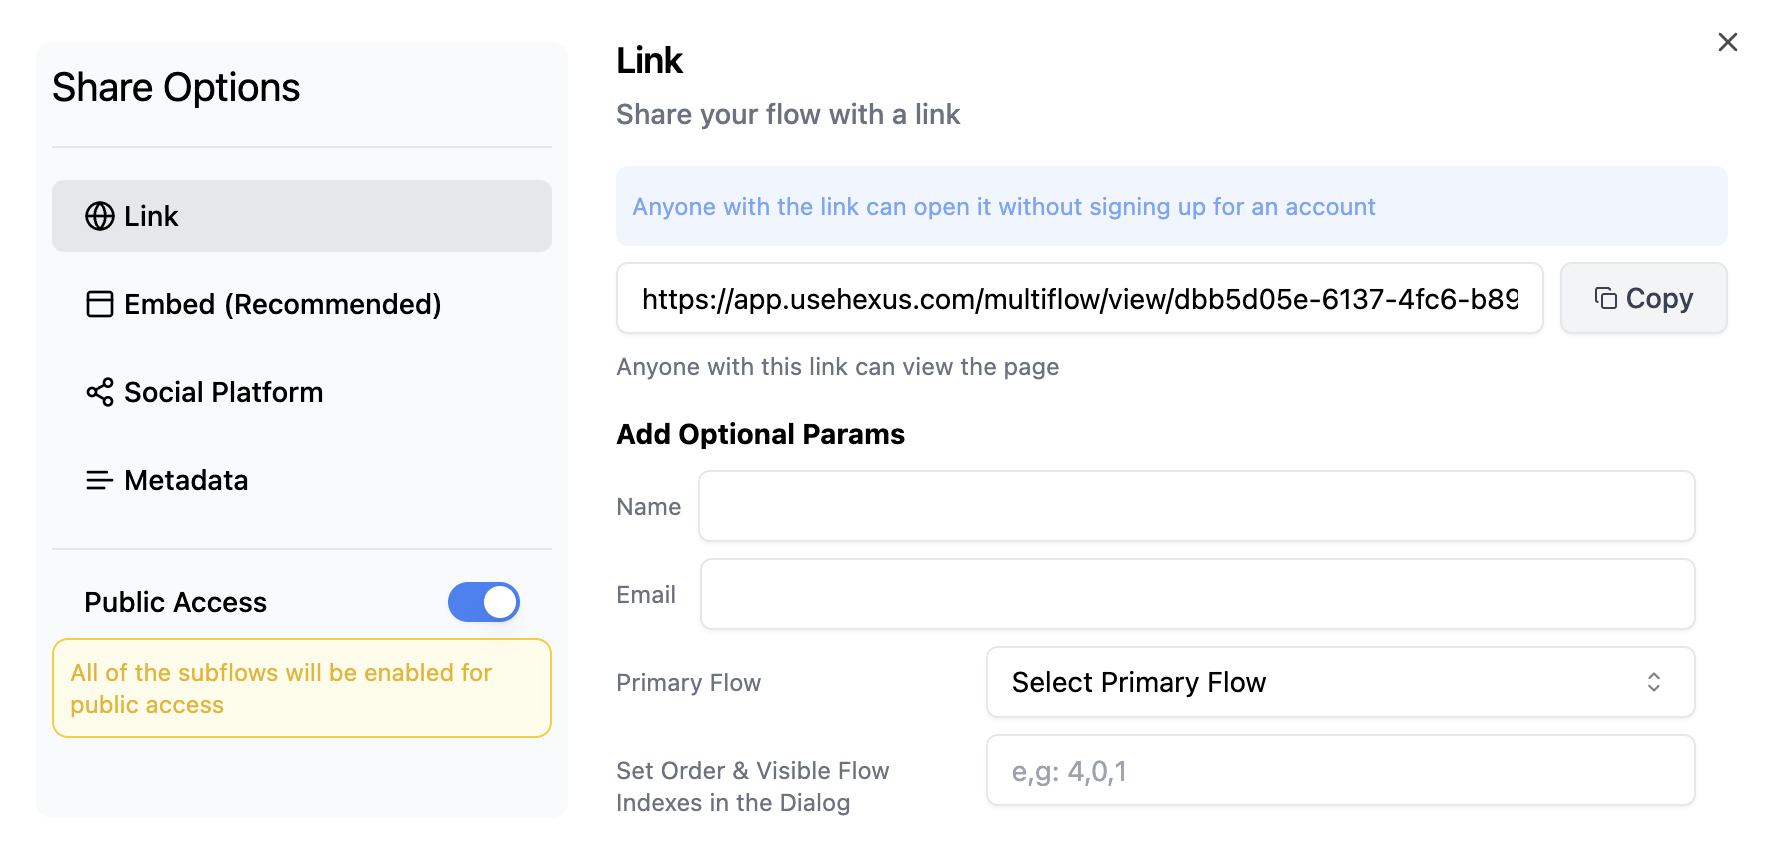 Share Options
Link
Embed (Recommended)
Social Platform
Metadata
Public Access
All of the subflows will be enabled for
public access
Link
Share your flow with a link
Anyone with the link can open it without signing up for an account
https://app.usehexus.com/multiflow/view/dbb5d05e-6137-4fc6-b89
Copy
Anyone with this link can view the page
Add Optional Params
Name
Email
Primary Flow
Select Primary Flow
Set Order & Visible Flow
Indexes in the Dialog
e,g: 4,0,1